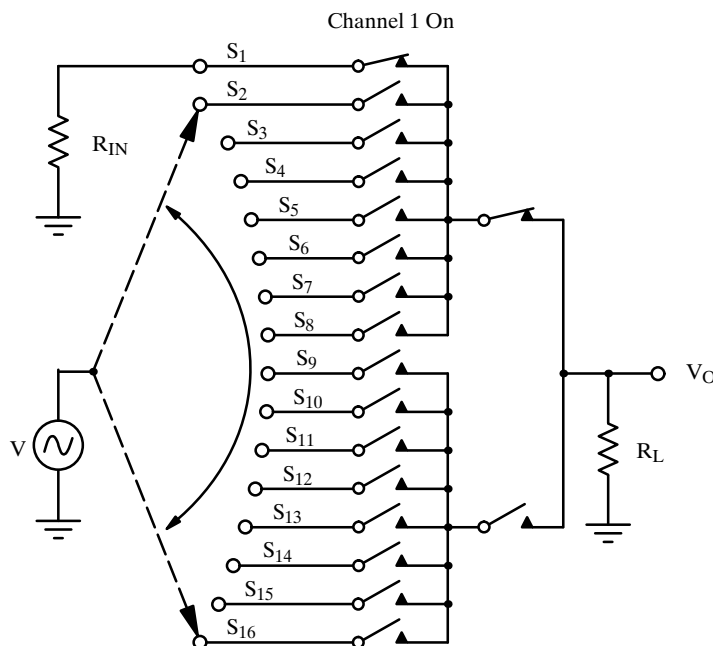 Channel 1 On
S1
S2
RIN
S3
S4
S5
S6
S7
S8
S9
VO
S10
V
S11
RL
S12
S13
S14
S15
S16